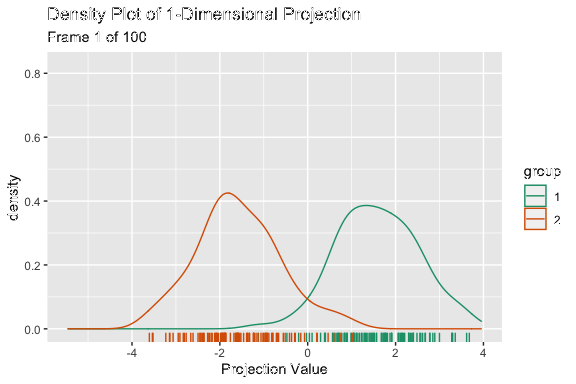 Density Plot of 1-Dimensional Projection
Frame 1 of 100
0.8
0.6
0.4
0.2
0.0
density
-4
-2
0
2
4
Projection Value
group
1
2